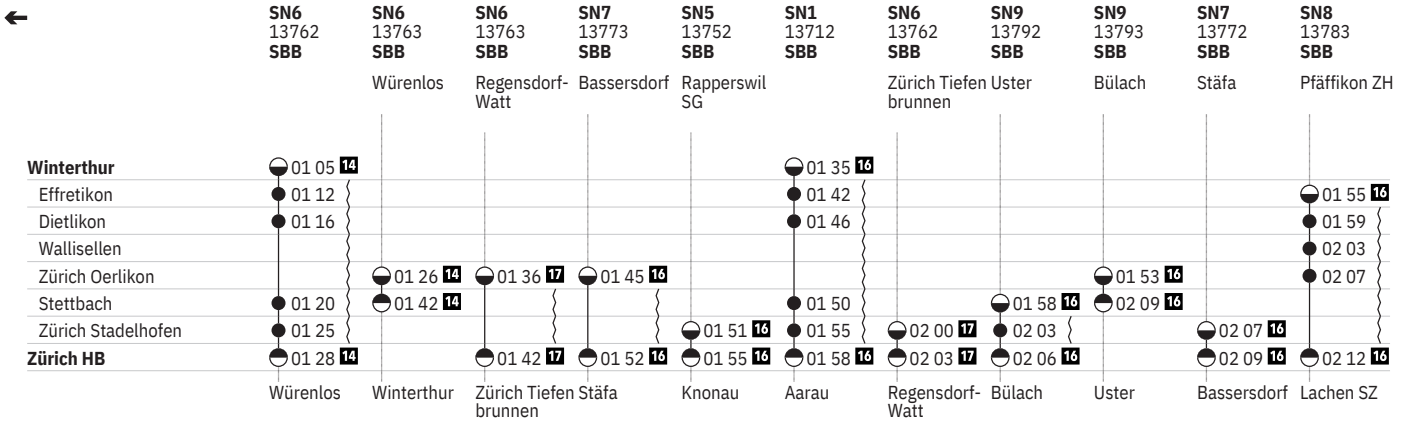 SN6 SN6 SN6 SN7 SN5 SN1 SN6 SN9 SN9 SN7 SN8
13762 13763 13763 13773 13752 13712 13762 13792 13793 13772 13783
SBB SBB SBB SBB SBB SBB SBB SBB SBB SBB SBB
Würenlos Regensdorf- Bassersdorf Rapperswil Zürich Tiefen Uster Bülach Stäfa Pfäffikon ZH
Watt SG brunnen
Winterthur 01 05 14 01 35 16
Effretikon 01 12 01 42 01 55 16
Dietlikon 01 16 01 46 01 59
Wallisellen 02 03
Zürich Oerlikon 01 26 14 01 36 17 01 45 16 01 53 16 02 07
Stettbach 01 20 01 42 14 01 50 01 58 16 02 09 16
Zürich Stadelhofen 01 25 01 51 16 01 55 02 00 17 02 03 02 07 16
Zürich HB 01 28 14 01 42 17 01 52 16 01 55 16 01 58 16 02 03 17 02 06 16 02 09 16 02 12 16
Würenlos Winterthur Zürich Tiefen Stäfa Knonau Aarau Regensdorf- Bülach Uster Bassersdorf Lachen SZ
brunnen Watt